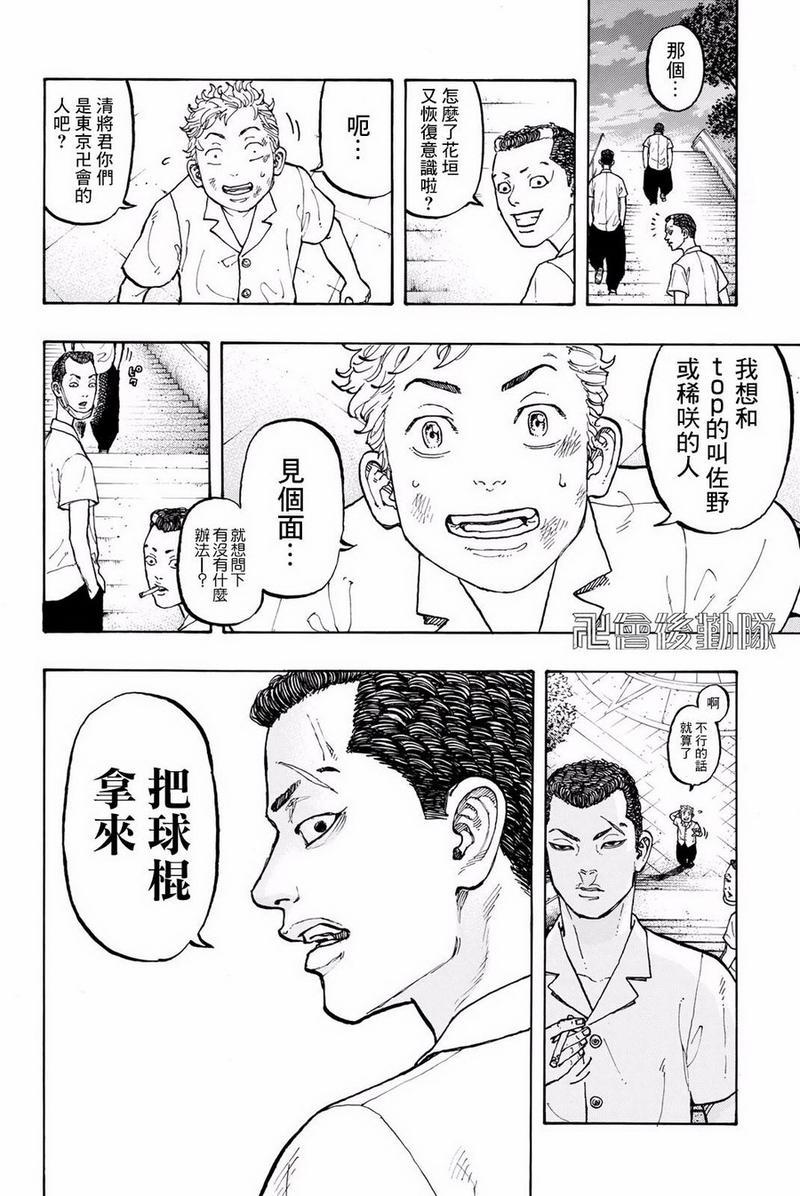 那個…
怎麼了花垣
又恢復意識啦？
呃…
清將君你們
是東京卍會的
人吧？
我想和
top的叫佐野
或稀咲的人
見個面…
就想問下
有沒有什麼
辦法—？
卍會後勤隊
啊
不行的話
就算了
把球棍
拿來